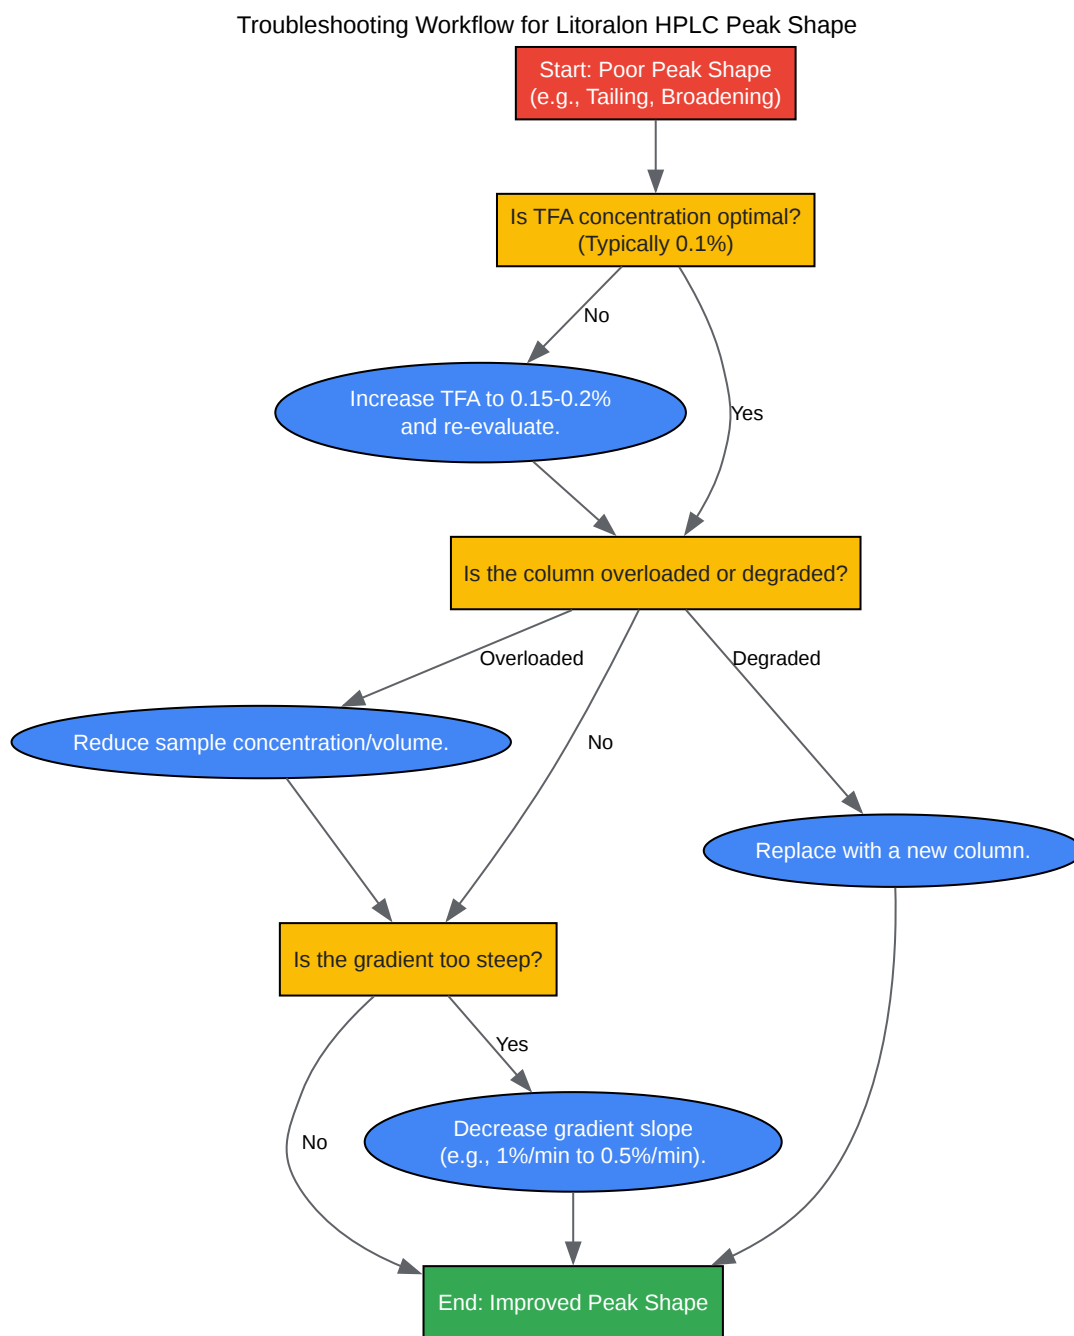 Troubleshooting Workflow for Litoralon HPLC Peak Shape
Start: Poor Peak Shape
(e.g., Tailing, Broadening)
Is TFA concentration optimal?
(Typically 0.1%)
No
Increase TFA to 0.15-0.2%
and re-evaluate.
Yes
Is the column overloaded or degraded?
Overloaded
Degraded
Reduce sample concentration/volume.
No
Replace with a new column.
Is the gradient too steep?
Yes
No
Decrease gradient slope
(e.g., 1%/min to 0.5%/min).
End: Improved Peak Shape